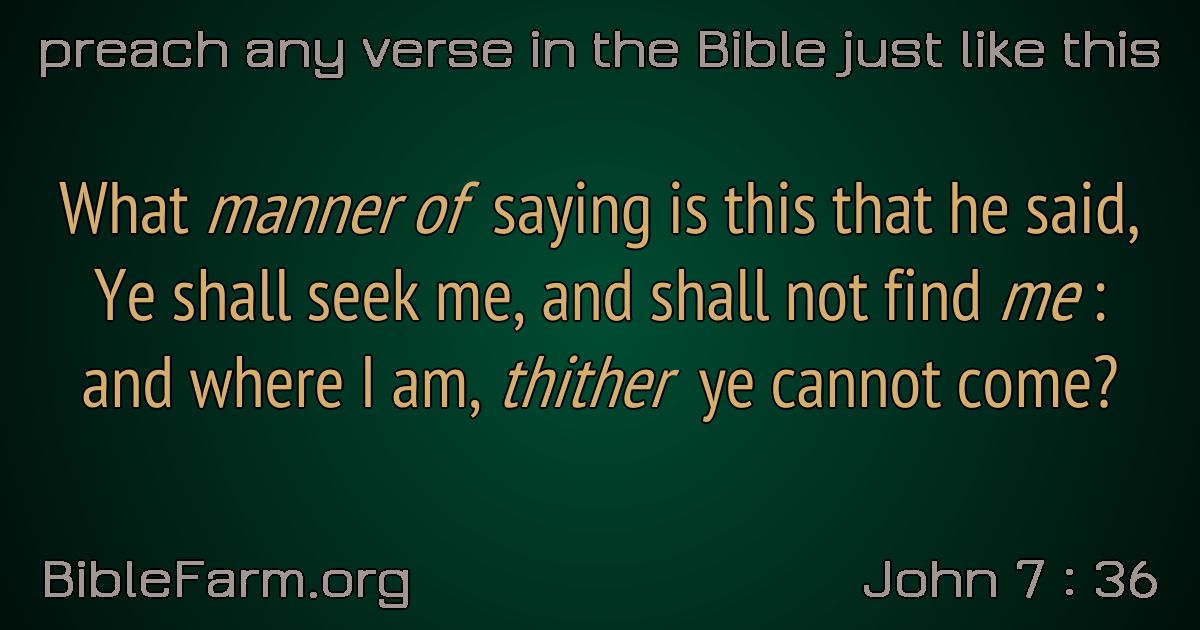 preach any verse in the Bible just like this
What manner of saying is this that he said,
Ye shall seek me, and shall not find me :
and where I am, thither ye cannot come?
BibleFarm.org
John 7 : 36